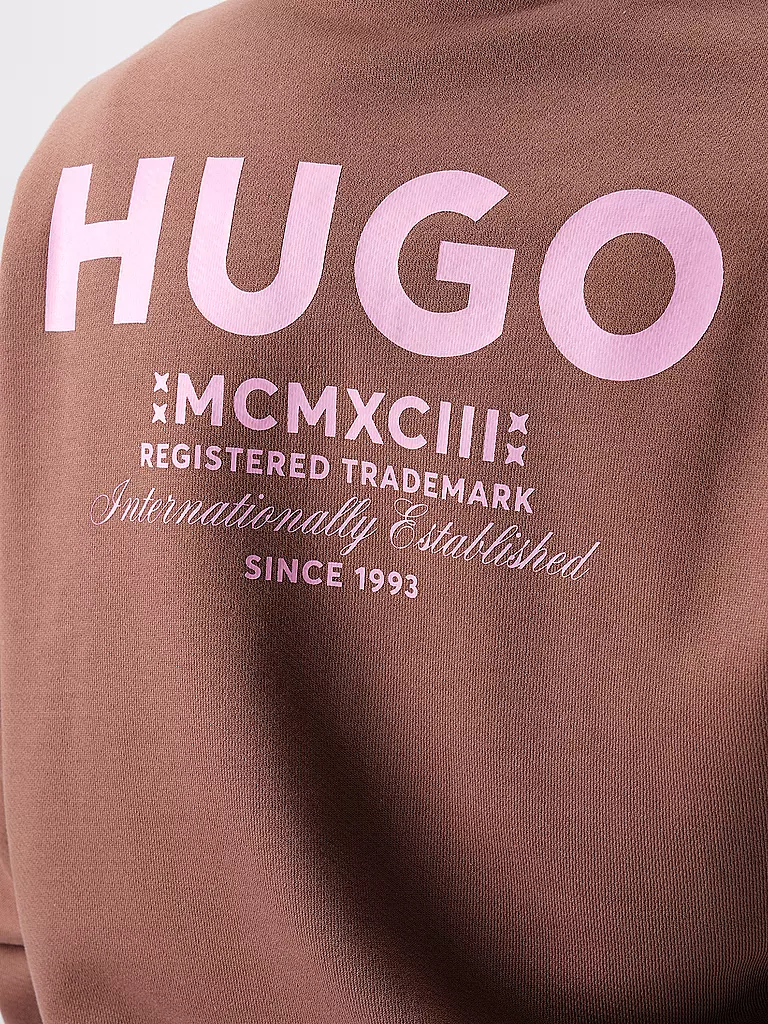 HUGO
MCMXCIII
REGISTERED TRADEMARK
Internationally Established
SINCE 1993